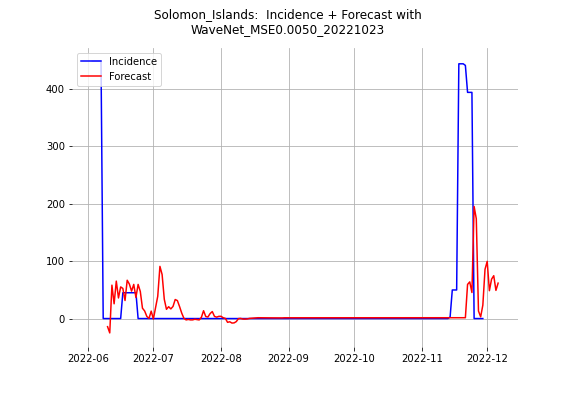 Solomon_Islands:  Incidence + Forecast with
WaveNet_MSE0.0050_20221023
Incidence
Forecast
400
300
200
100
0
2022-06 2022-07 2022-08 2022-09 2022-10 2022-11 2022-12